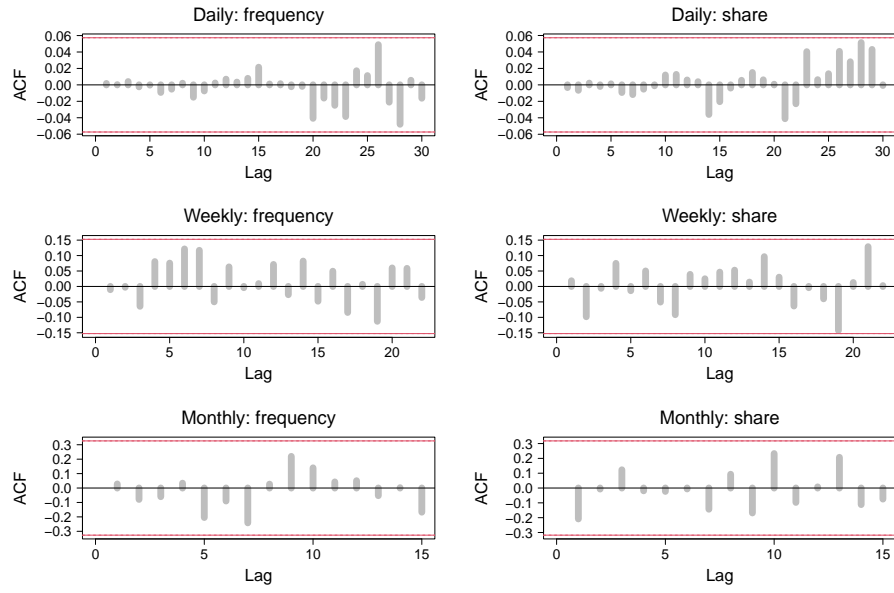 Daily: frequency
ACF
0.06
0.04
0.02
0.00
−0.02
−0.04
−0.06
0 5 10 15 20 25 30
Lag
Daily: share
ACF
0.06
0.04
0.02
0.00
−0.02
−0.04
−0.06
0 5 10 15 20 25 30
Lag
Weekly: frequency
ACF
0.15
0.10
0.05
0.00
−0.05
−0.10
−0.15
0 5 10 15 20
Lag
Weekly: share
ACF
0.15
0.10
0.05
0.00
−0.05
−0.10
−0.15
0 5 10 15 20
Lag
Monthly: frequency
ACF
0.3
0.2
0.1
0.0
−0.1
−0.2
−0.3
0 5 10 15
Lag
Monthly: share
ACF
0.3
0.2
0.1
0.0
−0.1
−0.2
−0.3
0 5 10 15
Lag